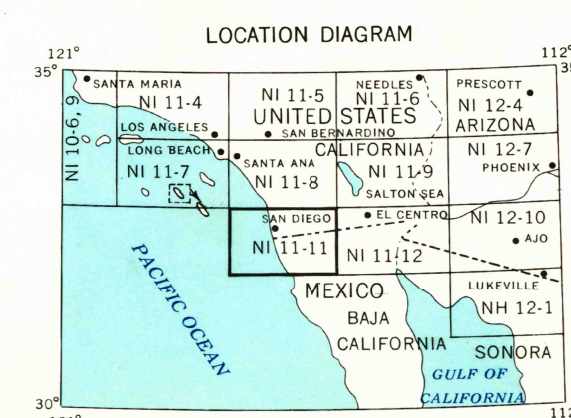 LOCATION DIAGRAM
121°
112°
35°
35
SANTA MARIA
NI 11-4
NI 11-5
NEEDLES
NI 11-6
PRESCOTT
NI 12-4
NI 10-6, 9
UNITED STATES
ARIZONA
LOS ANGELES
SAN BERNARDINO
LONG BEACH
CALIFORNIA
NI 12-7
NI 11-7
SANTA ANA
NI 11-9
PHOENIX
NI 11-8
SALTON SEA
SAN DIEGO
EL CENTRO
NI 12-10
NI 11-11
NI 11-12
AJO
PACIFIC OCEAN
MEXICO
LUKEVILLE
NH 12-1
BAJA
CALIFORNIA
SONORA
GULF OF
CALIFORNIA
30°